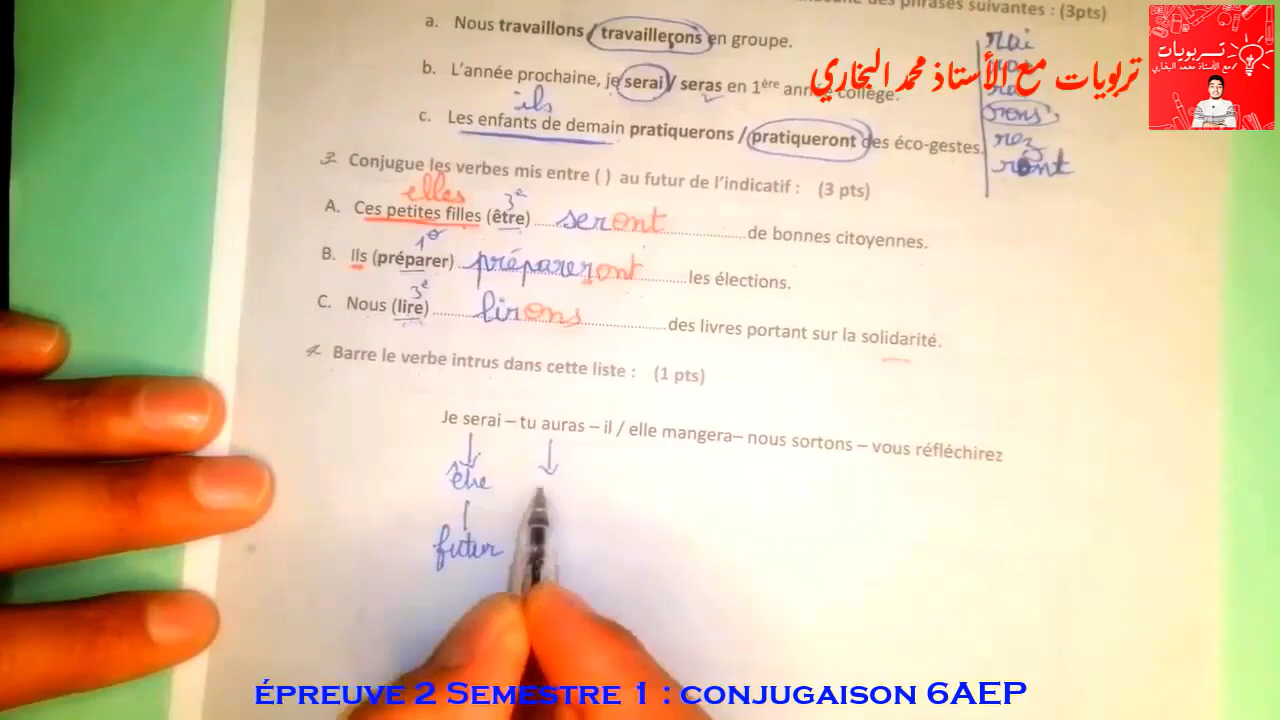 des phrases suivantes : (3pts)
a. Nous travaillons / travaillerons en groupe.
b. L'année prochaine, je serai / seras en 1ère année collège.
ils
c. Les enfants de demain pratiquerons / pratiqueront des éco-gestes.
rai
ra
rons
rez
ront
تربويات مع الأستاذ محمد البخاري
تربويات
مع الأستاذ محمد البخاري
3. Conjugue les verbes mis entre ( ) au futur de l'indicatif : (3 pts)
elles
3e
A. Ces petites filles (être) ........ seront ........ de bonnes citoyennes.
1e
B. Ils (préparer) ........ prépareront ........ les élections.
3e
C. Nous (lire) ........ lirons ........ des livres portant sur la solidarité.
4. Barre le verbe intrus dans cette liste : (1 pts)
Je serai – tu auras – il / elle mangera– nous sortons – vous réfléchirez
être
futur
épreuve 2 Semestre 1 : conjugaison 6AEP